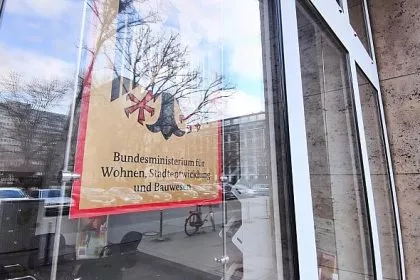 Bundesministerium für
Wohnen, Stadtentwicklung
und Bauwesen